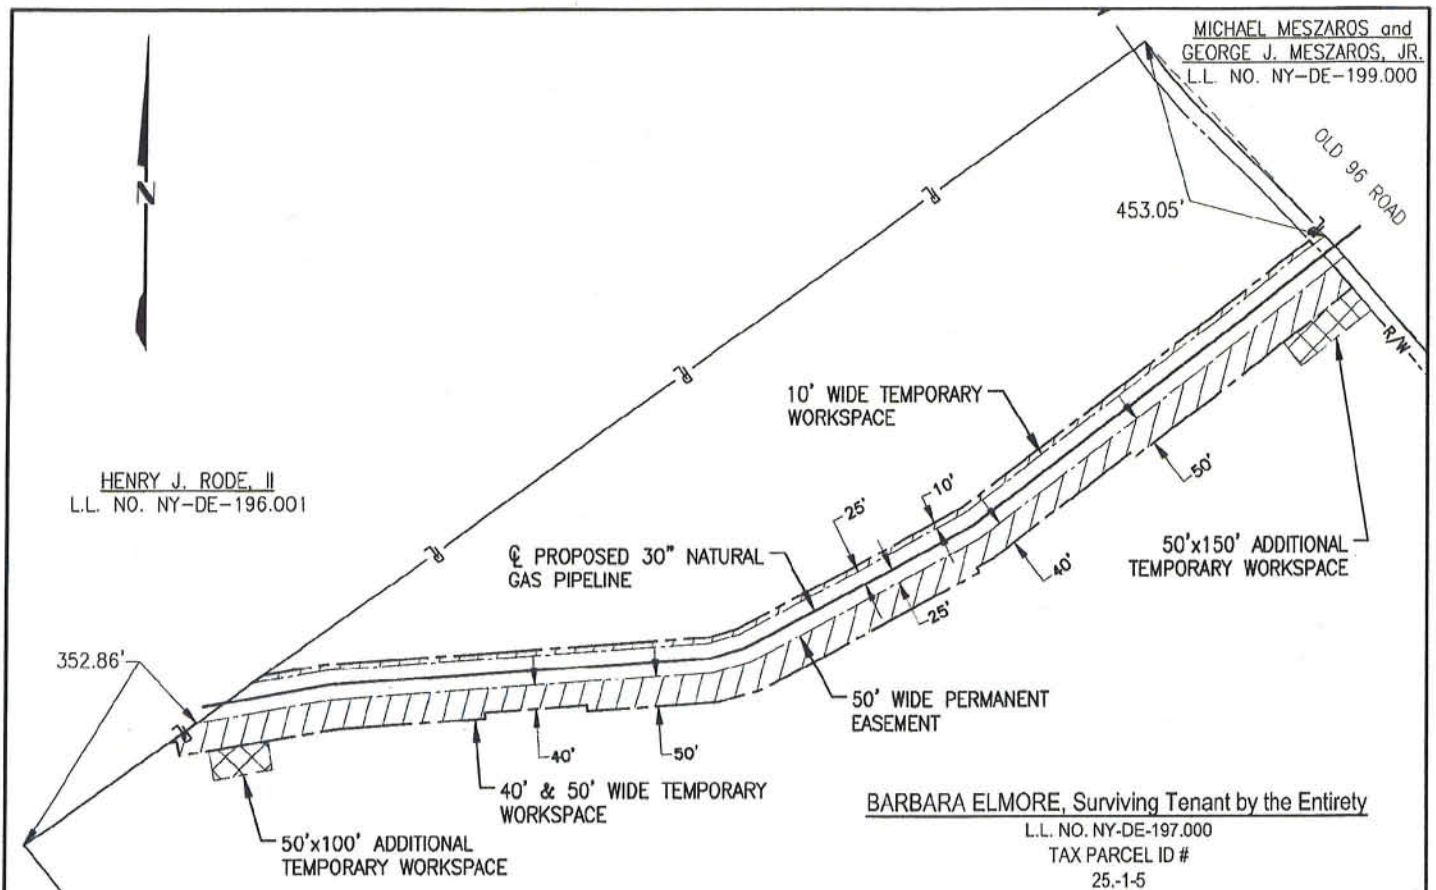 MICHAEL MESZAROS and
GEORGE J. MESZAROS, JR.
L.L. NO. NY-DE-199.000
N
OLD 96 ROAD
453.05'
R/W
10' WIDE TEMPORARY
WORKSPACE
HENRY J. RODE, II
L.L. NO. NY-DE-196.001
50'
10'
25'
℄ PROPOSED 30" NATURAL
GAS PIPELINE
50'x150' ADDITIONAL
TEMPORARY WORKSPACE
40'
25'
352.86'
50' WIDE PERMANENT
EASEMENT
40'
50'
40' & 50' WIDE TEMPORARY
WORKSPACE
50'x100' ADDITIONAL
TEMPORARY WORKSPACE
BARBARA ELMORE, Surviving Tenant by the Entirety
L.L. NO. NY-DE-197.000
TAX PARCEL ID #
25.-1-5